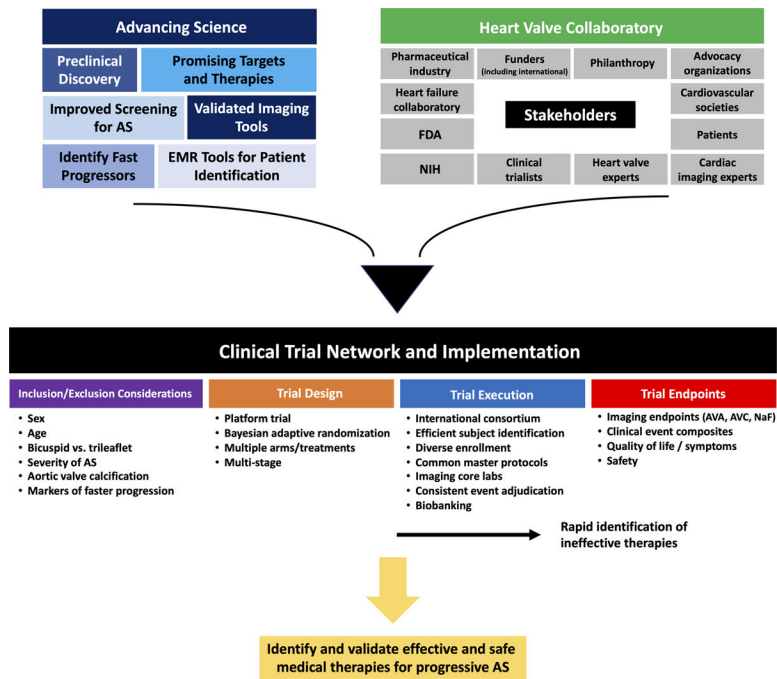 Advancing Science
Preclinical
Discovery
Promising Targets
and Therapies
Improved Screening
for AS
Validated Imaging
Tools
Identify Fast
Progressors
EMR Tools for Patient
Identification
Heart Valve Collaboratory
Pharmaceutical
industry
Funders
(including international)
Philanthropy
Advocacy
organizations
Heart failure
collaboratory
Stakeholders
Cardiovascular
societies
FDA
Patients
NIH
Clinical
trialists
Heart valve
experts
Cardiac
imaging experts
Clinical Trial Network and Implementation
Inclusion/Exclusion Considerations
• Sex
• Age
• Bicuspid vs. trileaflet
• Severity of AS
• Aortic valve calcification
• Markers of faster progression
Trial Design
• Platform trial
• Bayesian adaptive randomization
• Multiple arms/treatments
• Multi-stage
Trial Execution
• International consortium
• Efficient subject identification
• Diverse enrollment
• Common master protocols
• Imaging core labs
• Consistent event adjudication
• Biobanking
Trial Endpoints
• Imaging endpoints (AVA, AVC, NaF)
• Clinical event composites
• Quality of life / symptoms
• Safety
Rapid identification of
ineffective therapies
Identify and validate effective and safe
medical therapies for progressive AS